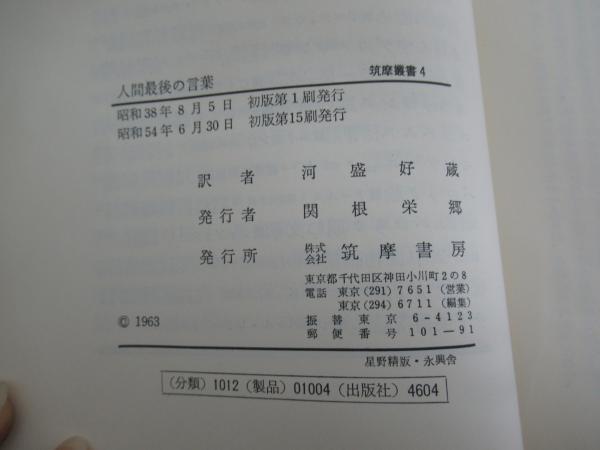 人間最後の言葉 筑摩叢書4
昭和38年8月5日 初版第1刷発行
昭和54年6月30日 初版第15刷発行
訳者 河盛好蔵
発行者 関根栄郷
発行所 株式会社 筑摩書房
東京都千代田区神田小川町2の8
電話 東京(291)7651(営業)
東京(294)6711(編集)
振替東京 6-4123
郵便番号 101-91
© 1963
星野精版・永興舎
(分類)1012(製品)01004(出版社)4604